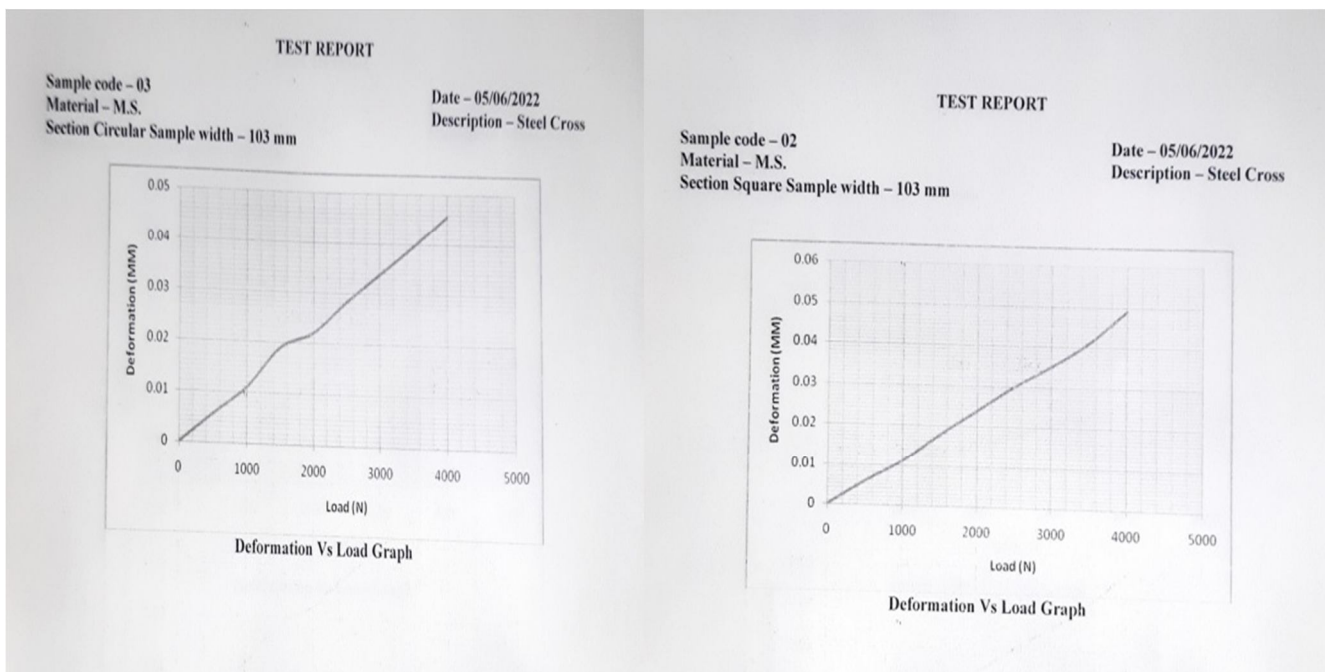 TEST REPORT
Sample code – 03
Material – M.S.
Section Circular Sample width – 103 mm
Date – 05/06/2022
Description – Steel Cross
0.05
0.04
0.03
0.02
0.01
0
Deformation (MM)
0 1000 2000 3000 4000 5000
Load (N)
Deformation Vs Load Graph
TEST REPORT
Sample code – 02
Material – M.S.
Section Square Sample width – 103 mm
Date – 05/06/2022
Description – Steel Cross
0.06
0.05
0.04
0.03
0.02
0.01
0
Deformation (MM)
0 1000 2000 3000 4000 5000
Load (N)
Deformation Vs Load Graph